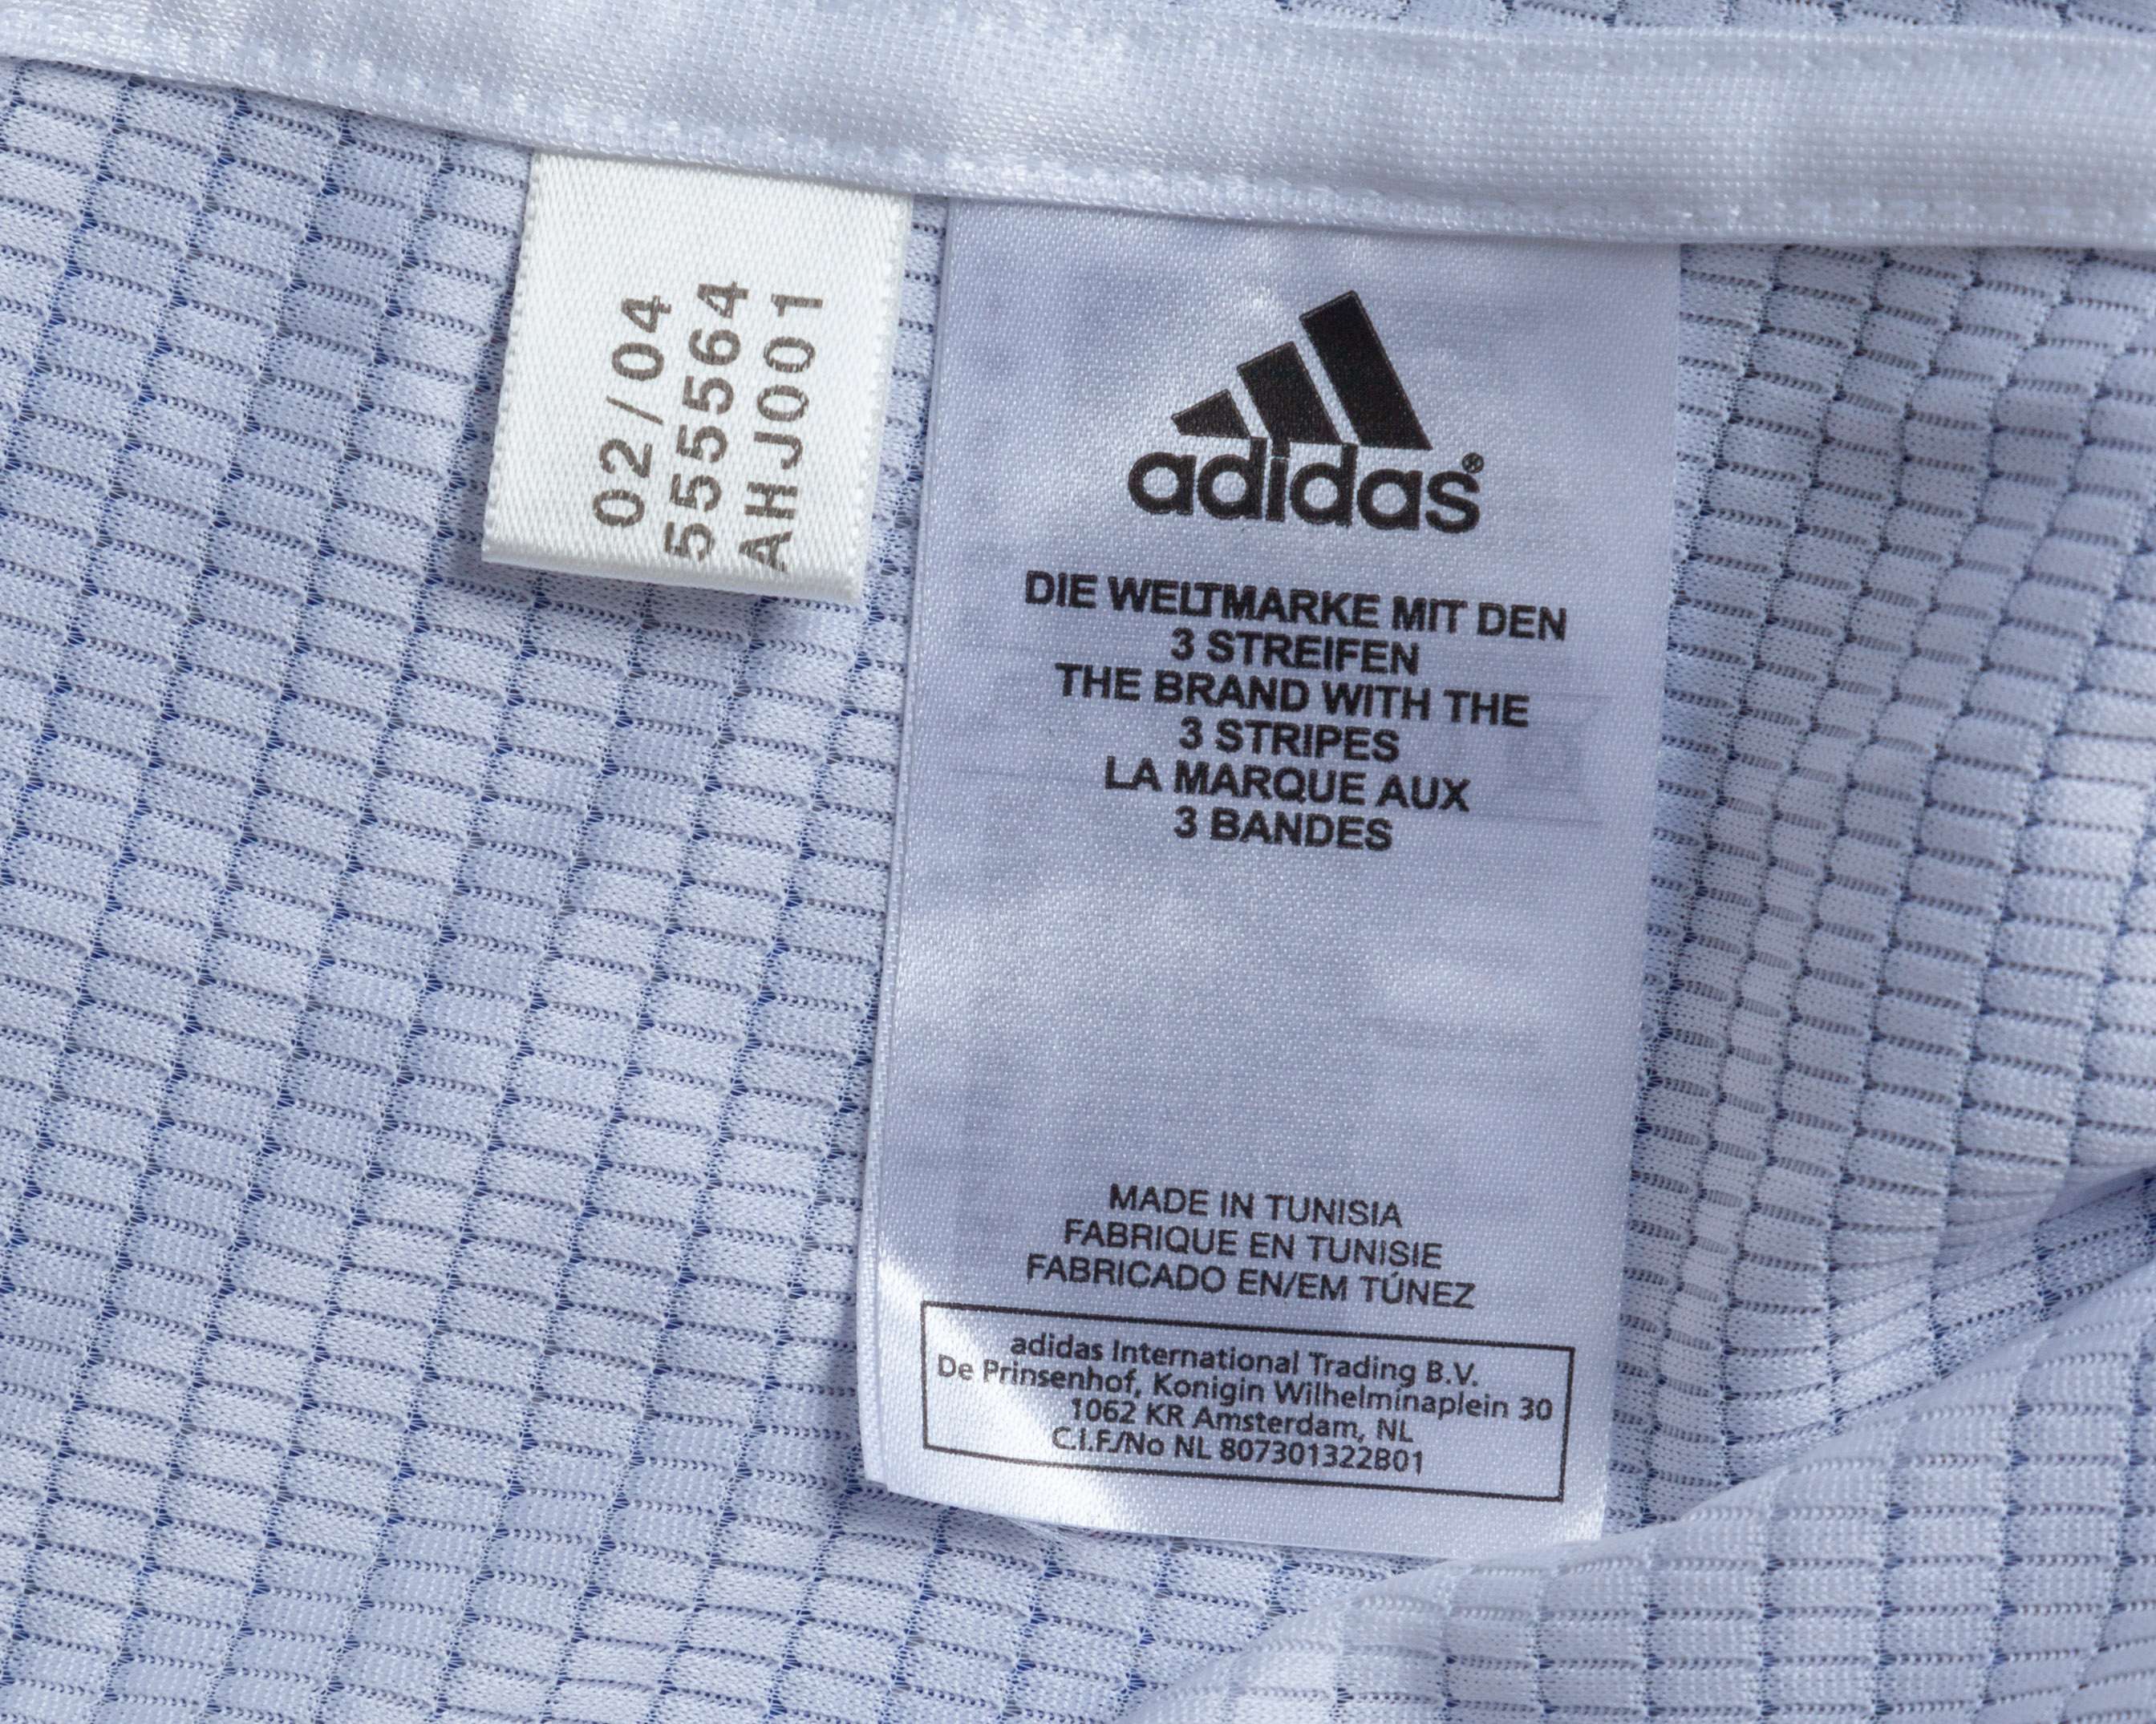 02/04
555564
AHJ001
adidas®
DIE WELTMARKE MIT DEN
3 STREIFEN
THE BRAND WITH THE
3 STRIPES
LA MARQUE AUX
3 BANDES
MADE IN TUNISIA
FABRIQUE EN TUNISIE
FABRICADO EN/EM TÚNEZ
adidas International Trading B.V.
De Prinsenhof, Konigin Wilhelminaplein 30
1062 KR Amsterdam, NL
C.I.F./No NL 807301322B01